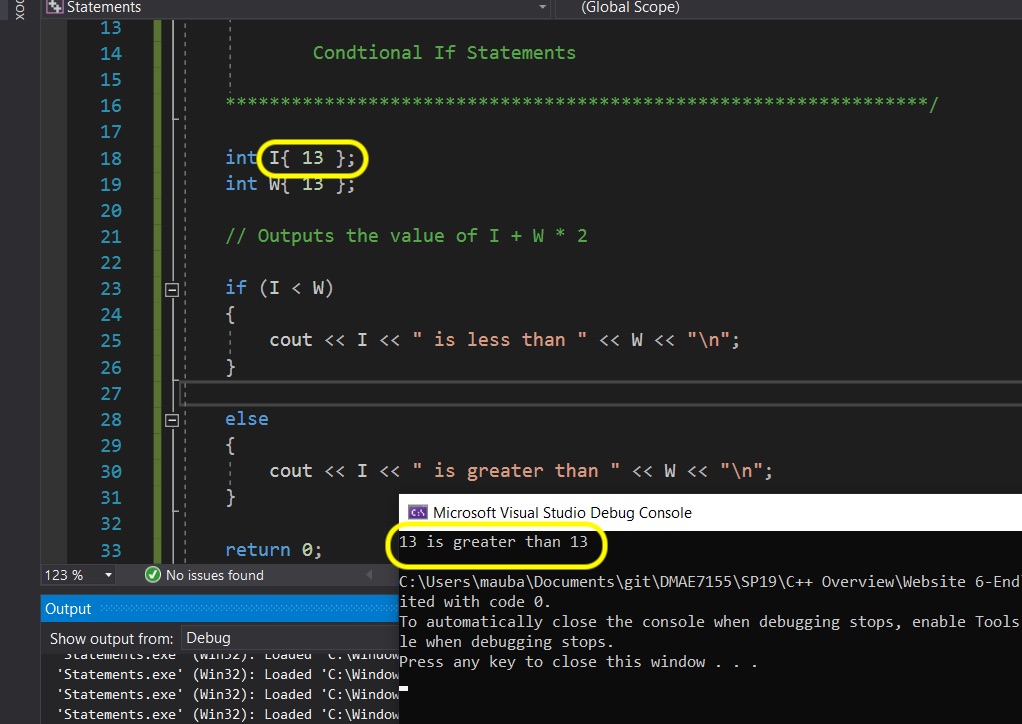 Statements (Global Scope)
13
14 Condtional If Statements
15
16 ****************************************************************/
17
18 int I{ 13 };
19 int W{ 13 };
20
21 // Outputs the value of I + W * 2
22
23 if (I < W)
24 {
25 cout << I << " is less than " << W << "\n";
26 }
27
28 else
29 {
30 cout << I << " is greater than " << W << "\n";
31 }
32
33 return 0;
123 % No issues found
Output
Show output from: Debug
'Statements.exe' (Win32): Loaded 'C:\Window
'Statements.exe' (Win32): Loaded 'C:\Window
'Statements.exe' (Win32): Loaded 'C:\Window
'Statements.exe' (Win32): Loaded 'C:\Window
C:\ Microsoft Visual Studio Debug Console
13 is greater than 13
C:\Users\mauba\Documents\git\DMAE7155\SP19\C++ Overview\Website 6-End
ited with code 0.
To automatically close the console when debugging stops, enable Tools
le when debugging stops.
Press any key to close this window . . .